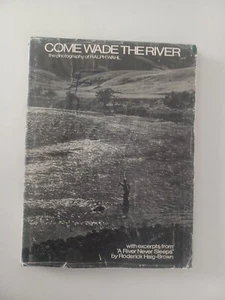 COME WADE THE RIVER
the photography of RALPH WAHL
with excerpts from
"A River Never Sleeps"
by Roderick Haig-Brown